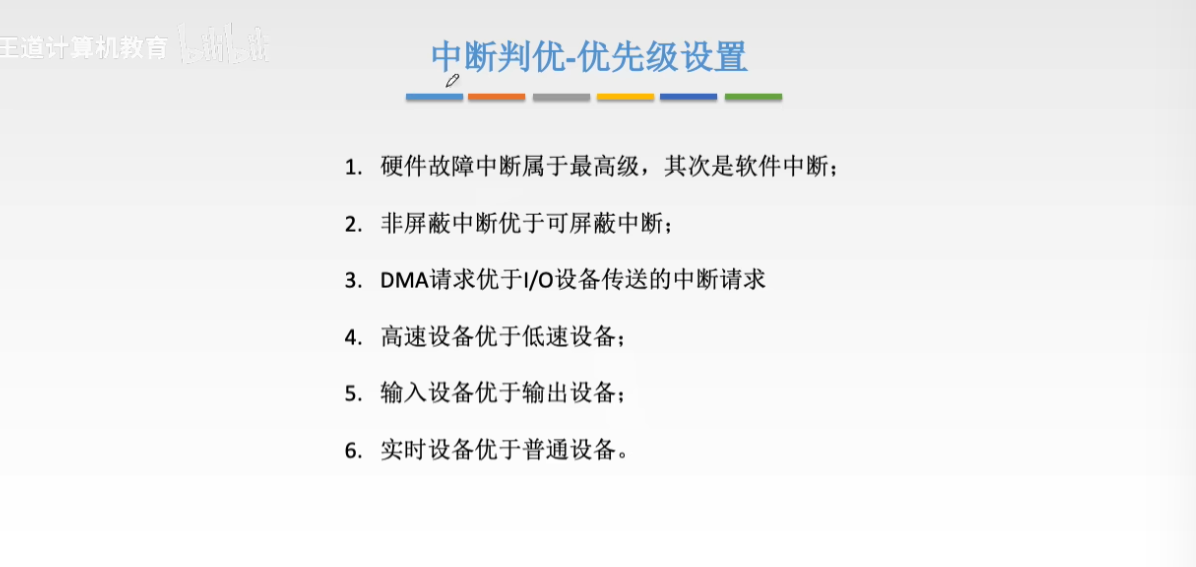 王道计算机教育 bilibili
中断判优-优先级设置
1. 硬件故障中断属于最高级，其次是软件中断；
2. 非屏蔽中断优于可屏蔽中断；
3. DMA请求优于I/O设备传送的中断请求
4. 高速设备优于低速设备；
5. 输入设备优于输出设备；
6. 实时设备优于普通设备。